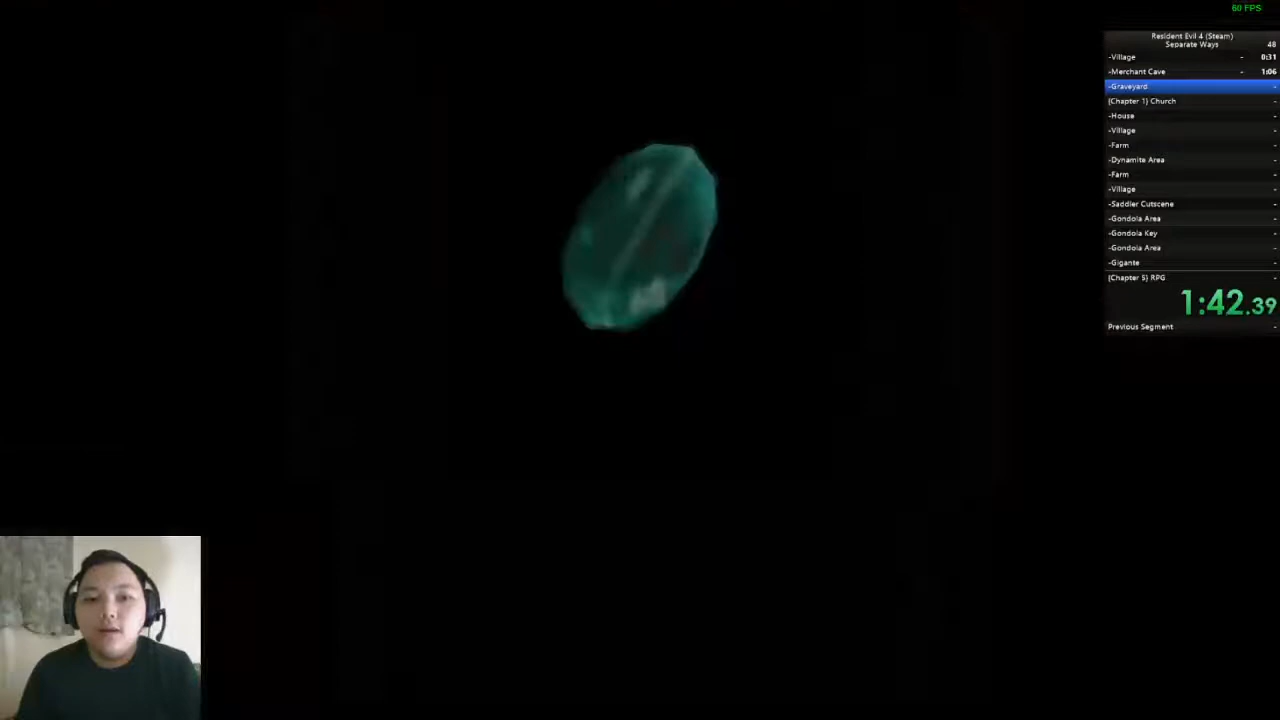 60 FPS
Resident Evil 4 (Steam)
Separate Ways 48
-Village - 0:31
-Merchant Cave - 1:06
-Graveyard -
(Chapter 1) Church -
-House -
-Village -
-Farm -
-Dynamite Area -
-Farm -
-Village -
-Saddler Cutscene -
-Gondola Area -
-Gondola Key -
-Gondola Area -
-Gigante -
(Chapter 5) RPG -
1:42.39
Previous Segment -